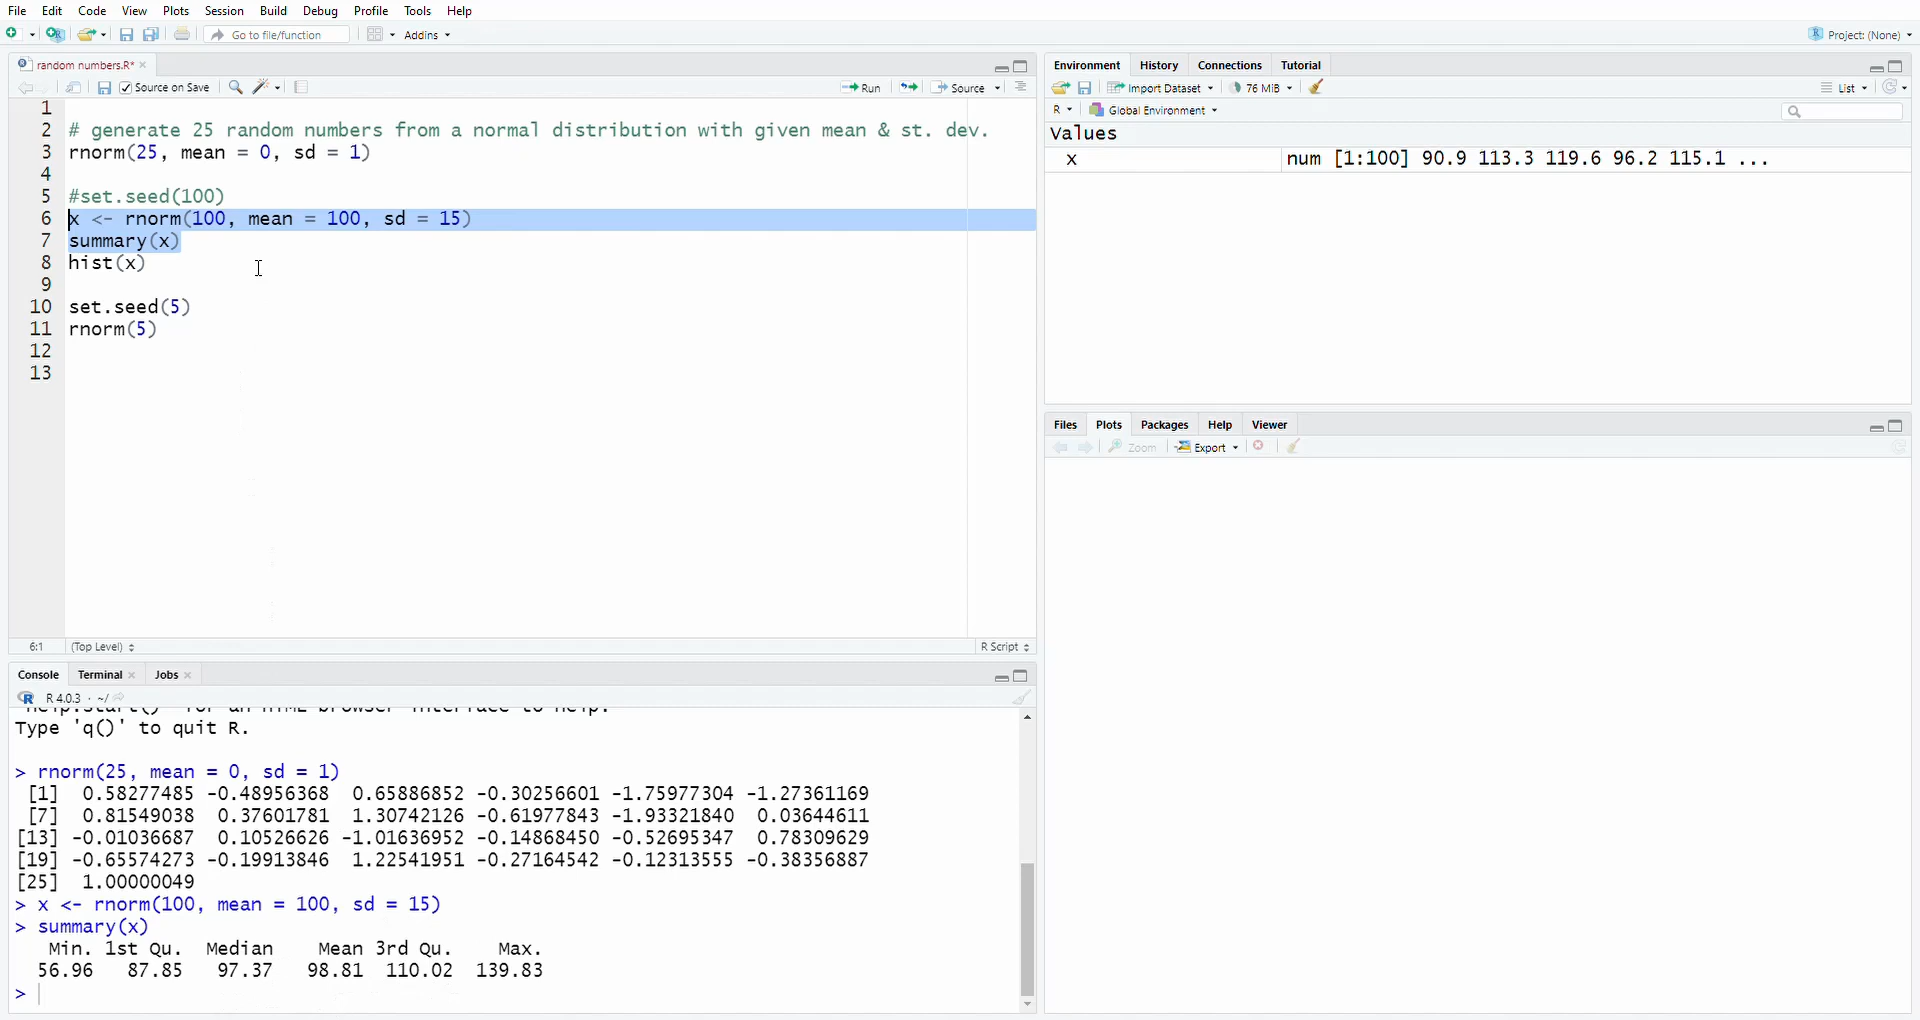 File Edit Code View Plots Session Build Debug Profile Tools Help
Go to file/function Addins Project: (None)
random numbers.R*
Source on Save Run Source
1
2 # generate 25 random numbers from a normal distribution with given mean & st. dev.
3 rnorm(25, mean = 0, sd = 1)
4
5 #set.seed(100)
6 x <- rnorm(100, mean = 100, sd = 15)
7 summary(x)
8 hist(x)
9
10 set.seed(5)
11 rnorm(5)
12
13
6:1 (Top Level) R Script
Console Terminal Jobs
R 4.0.3 · ~/
'help.start()' for an HTML browser interface to help.
Type 'q()' to quit R.
> rnorm(25, mean = 0, sd = 1)
[1] 0.58277485 -0.48956368 0.65886852 -0.30256601 -1.75977304 -1.27361169
[7] 0.81549038 0.37601781 1.30742126 -0.61977843 -1.93321840 0.03644611
[13] -0.01036687 0.10526626 -1.01636952 -0.14868450 -0.52695347 0.78309629
[19] -0.65574273 -0.19913846 1.22541951 -0.27164542 -0.12313555 -0.38356887
[25] 1.00000049
> x <- rnorm(100, mean = 100, sd = 15)
> summary(x)
Min. 1st Qu. Median Mean 3rd Qu. Max.
56.96 87.85 97.37 98.81 110.02 139.83
>
Environment History Connections Tutorial
Import Dataset 76 MiB List
R Global Environment
Values
x num [1:100] 90.9 113.3 119.6 96.2 115.1 ...
Files Plots Packages Help Viewer
Zoom Export